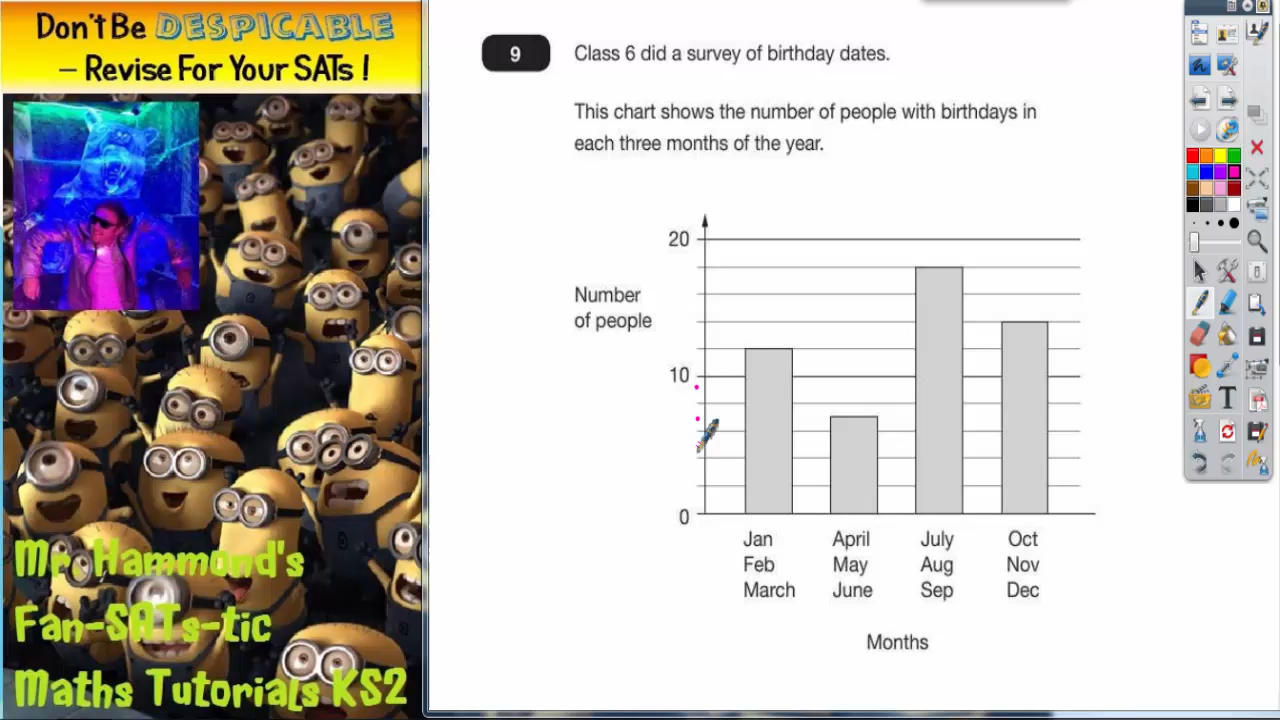 Don't Be DESPICABLE
– Revise For Your SATs !
Mr Hammond's
Fan-SATs-tic
Maths Tutorials KS2
9
Class 6 did a survey of birthday dates.
This chart shows the number of people with birthdays in
each three months of the year.
20
Number
of people
10
0
Jan
Feb
March
April
May
June
July
Aug
Sep
Oct
Nov
Dec
Months
T